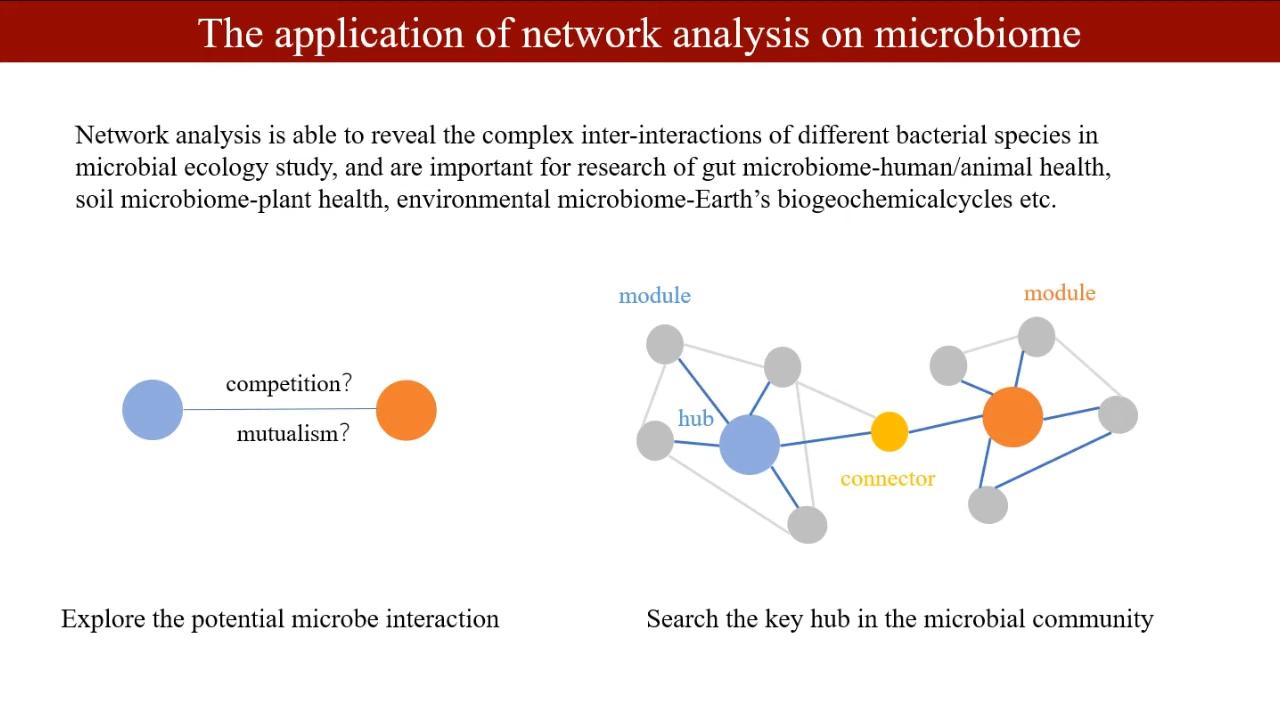 The application of network analysis on microbiome
Network analysis is able to reveal the complex inter-interactions of different bacterial species in
microbial ecology study, and are important for research of gut microbiome-human/animal health,
soil microbiome-plant health, environmental microbiome-Earth’s biogeochemicalcycles etc.
competition?
mutualism?
module
hub
connector
module
Explore the potential microbe interaction
Search the key hub in the microbial community